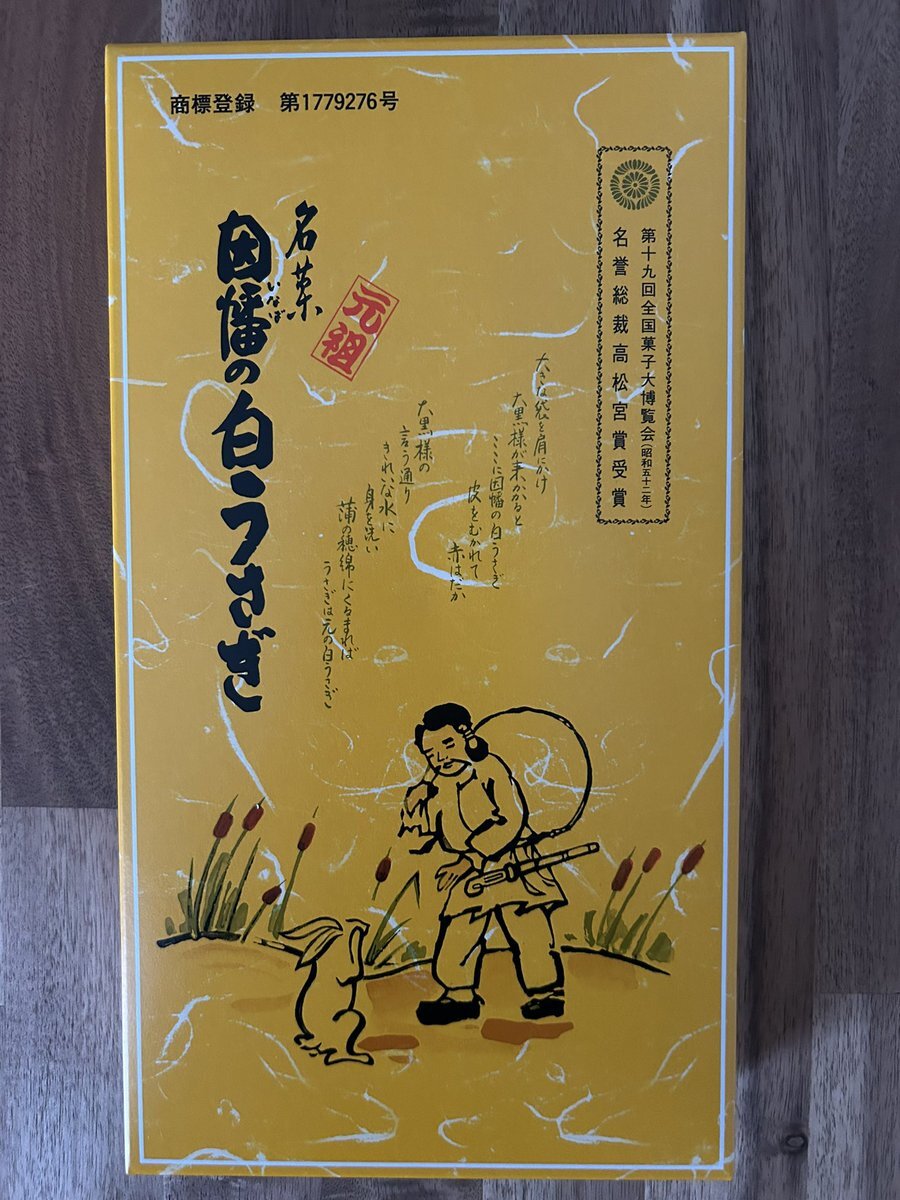 商標登録 第1779276号
第十九回全国菓子大博覧会(昭和五十二年)
名誉総裁高松宮賞受賞
名菓
因幡の白うさぎ
いなば
元祖
大きな袋を肩にかけ
大黒様が来かかると
ここに因幡の白うさぎ
皮をむかれて
赤はだか
大黒様の
言う通り
きれいな水に
身を洗い
蒲の穂綿にくるまれば
うさぎは元の白うさぎ